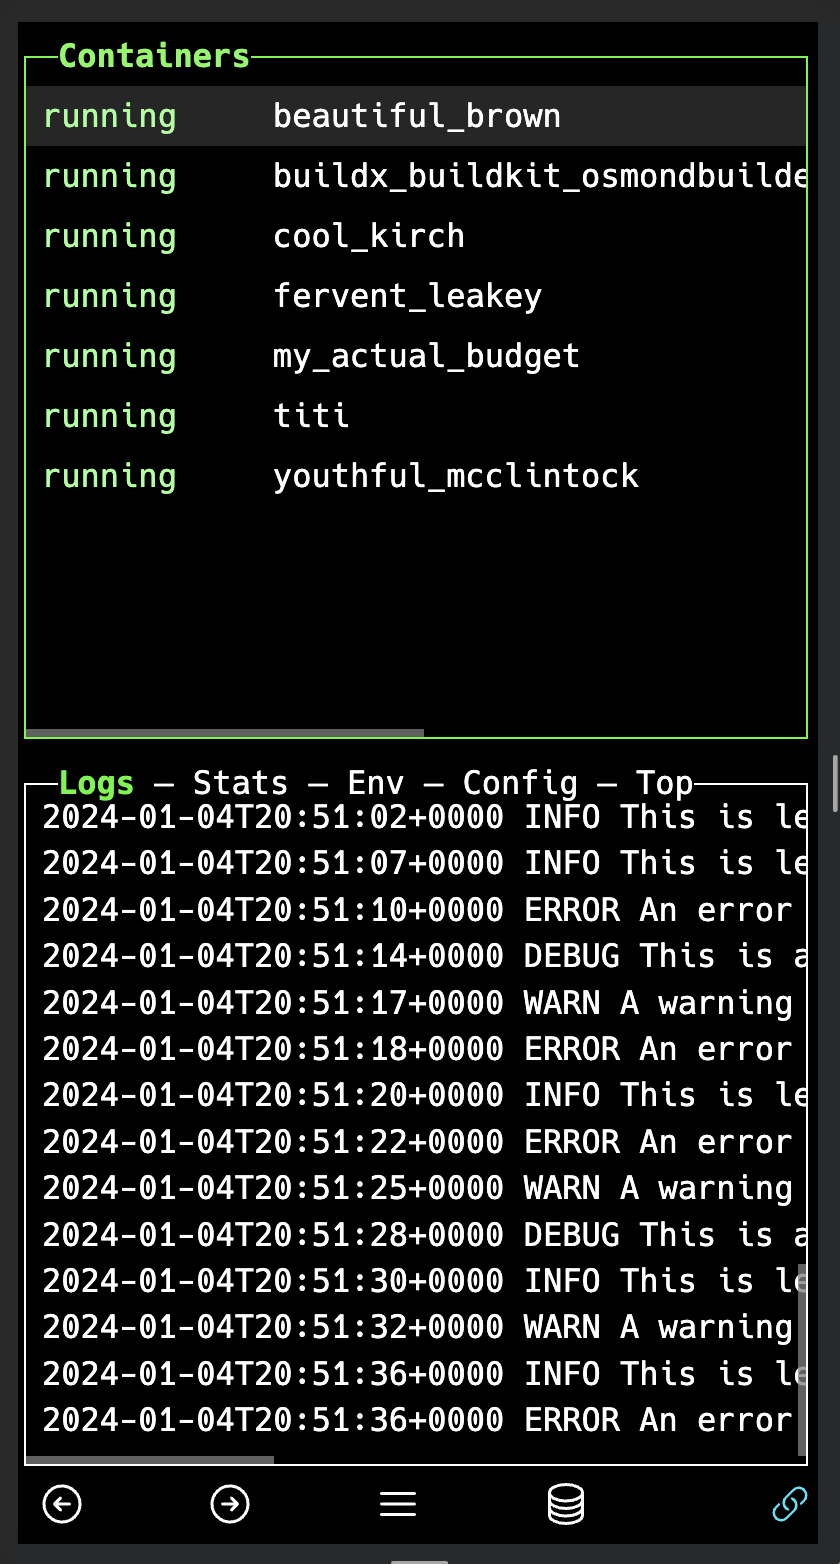 Containers
running beautiful_brown
running buildx_buildkit_osmondbuilde
running cool_kirch
running fervent_leakey
running my_actual_budget
running titi
running youthful_mcclintock
Logs — Stats — Env — Config — Top
2024-01-04T20:51:02+0000 INFO This is le
2024-01-04T20:51:07+0000 INFO This is le
2024-01-04T20:51:10+0000 ERROR An error
2024-01-04T20:51:14+0000 DEBUG This is a
2024-01-04T20:51:17+0000 WARN A warning
2024-01-04T20:51:18+0000 ERROR An error
2024-01-04T20:51:20+0000 INFO This is le
2024-01-04T20:51:22+0000 ERROR An error
2024-01-04T20:51:25+0000 WARN A warning
2024-01-04T20:51:28+0000 DEBUG This is a
2024-01-04T20:51:30+0000 INFO This is le
2024-01-04T20:51:32+0000 WARN A warning
2024-01-04T20:51:36+0000 INFO This is le
2024-01-04T20:51:36+0000 ERROR An error